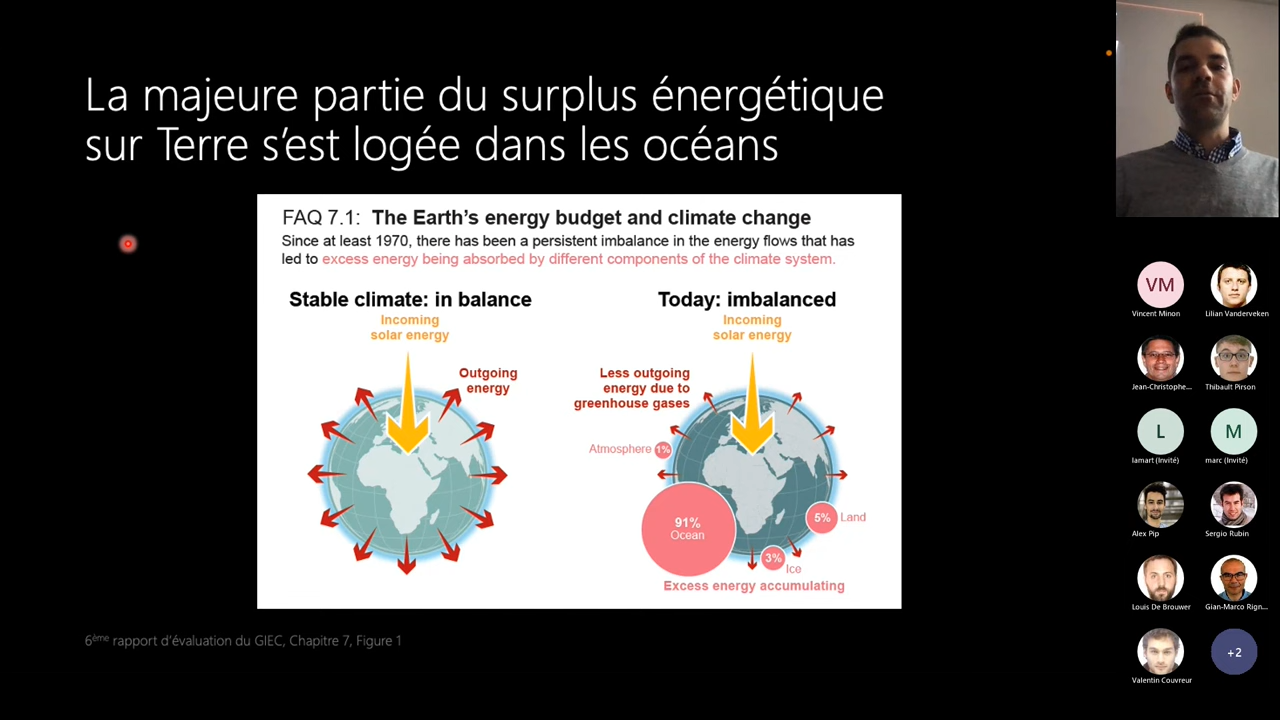 La majeure partie du surplus énergétique
sur Terre s'est logée dans les océans
FAQ 7.1: The Earth's energy budget and climate change
Since at least 1970, there has been a persistent imbalance in the energy flows that has
led to excess energy being absorbed by different components of the climate system.
Stable climate: in balance
Incoming
solar energy
Outgoing
energy
Today: imbalanced
Incoming
solar energy
Less outgoing
energy due to
greenhouse gases
Atmosphere 1%
91%
Ocean
5% Land
3%
Ice
Excess energy accumulating
6ème rapport d'évaluation du GIEC, Chapitre 7, Figure 1
VM
Vincent Minon
Lilian Vanderveken
Jean-Christophe...
Thibault Pirson
L
lamart (Invité)
M
marc (Invité)
Alex Pip
Sergio Rubin
Louis De Brouwer
Gian-Marco Rign...
Valentin Couvreur
+2